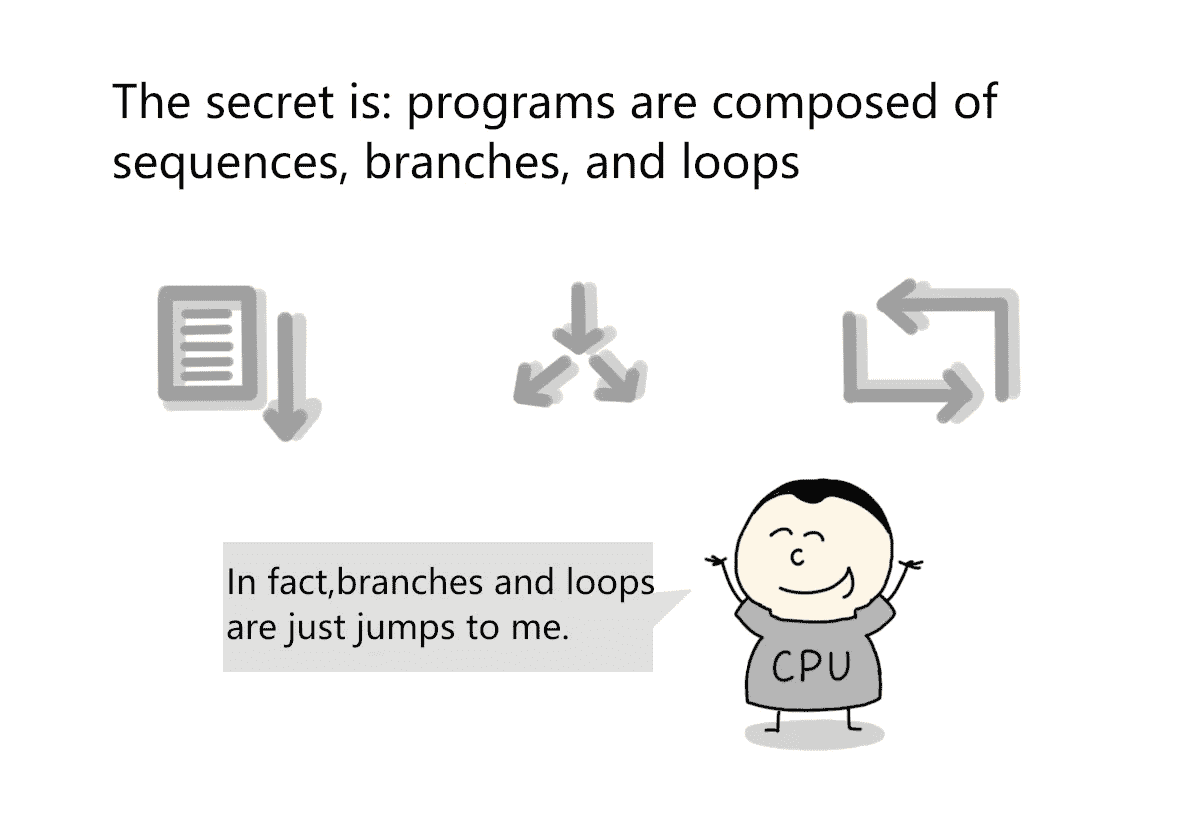 The secret is: programs are composed of
sequences, branches, and loops
In fact,branches and loops
are just jumps to me.
CPU